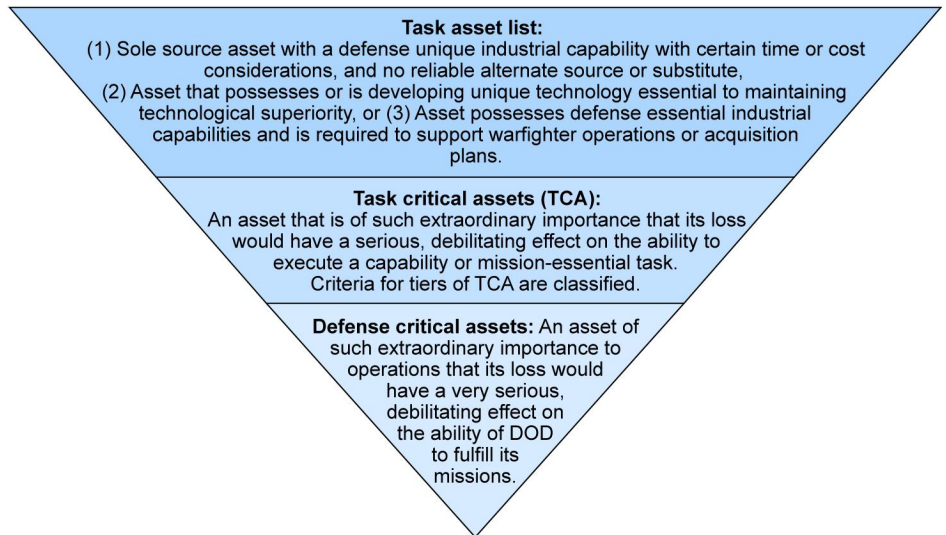 Task asset list:
(1) Sole source asset with a defense unique industrial capability with certain time or cost
considerations, and no reliable alternate source or substitute,
(2) Asset that possesses or is developing unique technology essential to maintaining
technological superiority, or (3) Asset possesses defense essential industrial
capabilities and is required to support warfighter operations or acquisition
plans.
Task critical assets (TCA):
An asset that is of such extraordinary importance that its loss
would have a serious, debilitating effect on the ability to
execute a capability or mission-essential task.
Criteria for tiers of TCA are classified.
Defense critical assets: An asset of
such extraordinary importance to
operations that its loss would
have a very serious,
debilitating effect on
the ability of DOD
to fulfill its
missions.